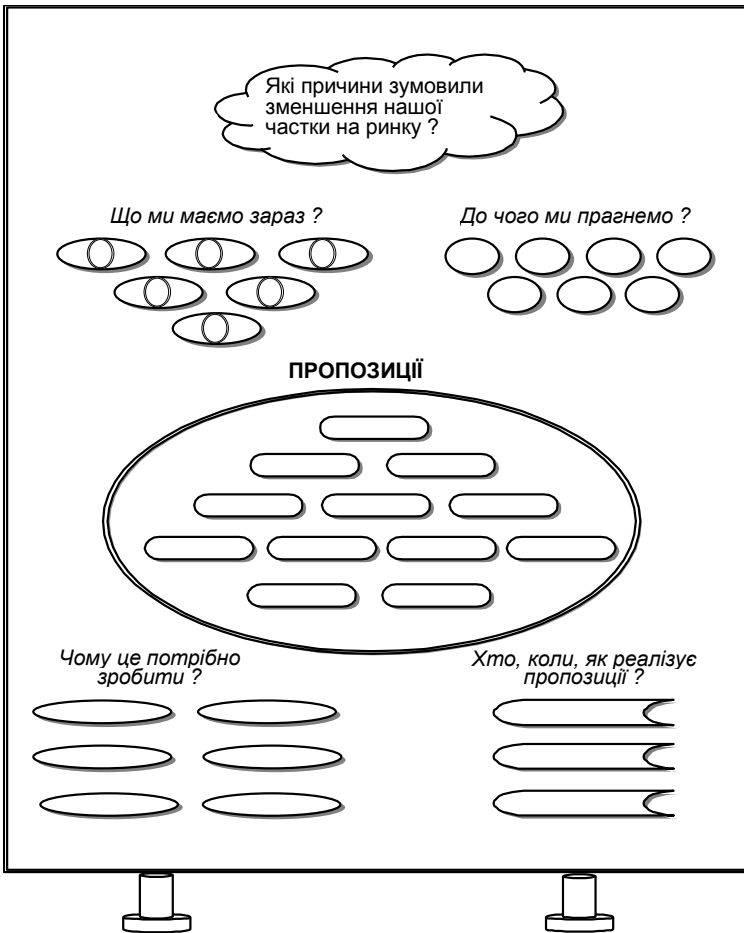 Які причини зумовили
зменшення нашої
частки на ринку ?
Що ми маємо зараз ?
До чого ми прагнемо ?
ПРОПОЗИЦІЇ
Чому це потрібно
зробити ?
Хто, коли, як реалізує
пропозиції ?